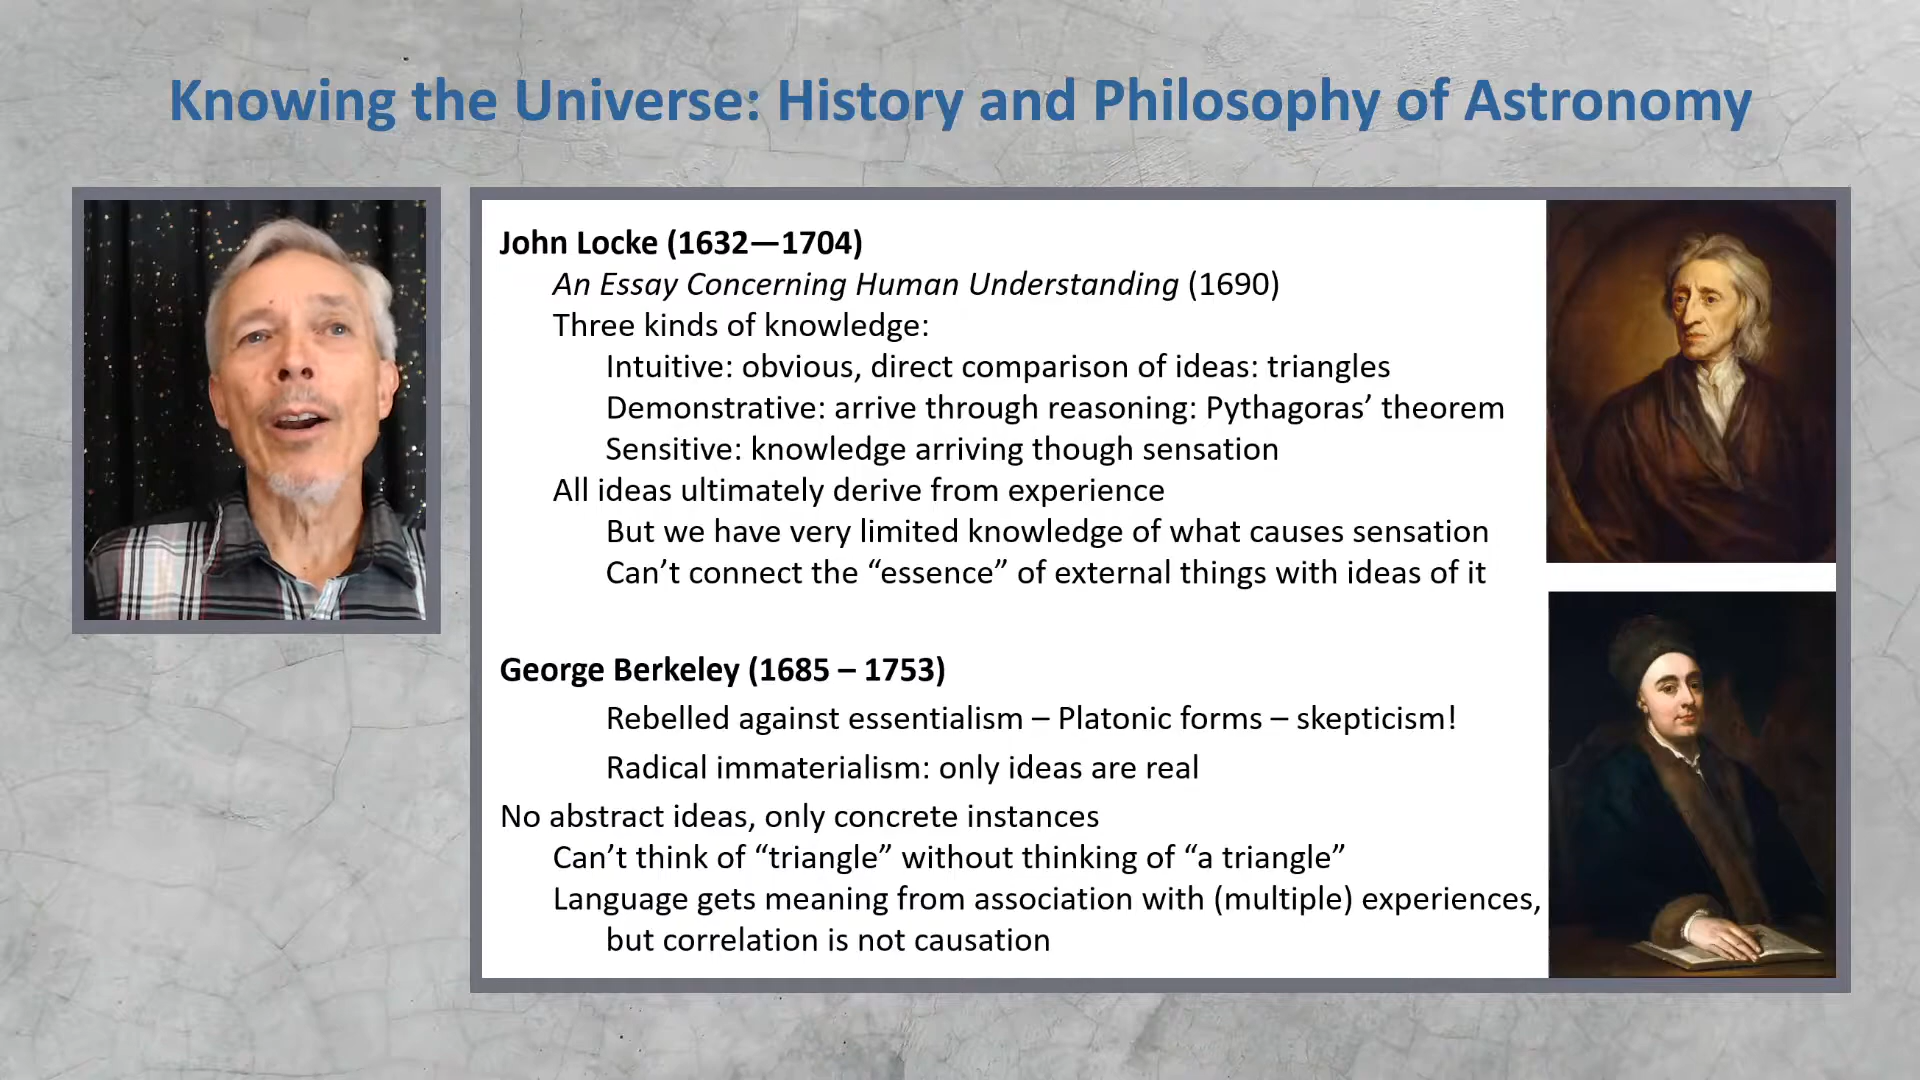 Knowing the Universe: History and Philosophy of Astronomy
John Locke (1632—1704)
An Essay Concerning Human Understanding (1690)
Three kinds of knowledge:
Intuitive: obvious, direct comparison of ideas: triangles
Demonstrative: arrive through reasoning: Pythagoras’ theorem
Sensitive: knowledge arriving though sensation
All ideas ultimately derive from experience
But we have very limited knowledge of what causes sensation
Can’t connect the “essence” of external things with ideas of it
George Berkeley (1685 – 1753)
Rebelled against essentialism – Platonic forms – skepticism!
Radical immaterialism: only ideas are real
No abstract ideas, only concrete instances
Can’t think of “triangle” without thinking of “a triangle”
Language gets meaning from association with (multiple) experiences,
but correlation is not causation